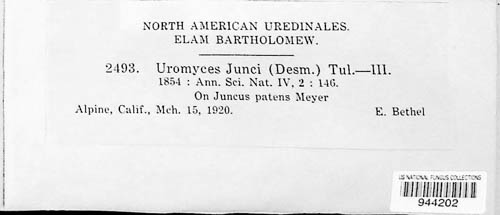 NORTH AMERICAN UREDINALES.
ELAM BARTHOLOMEW.
2493. Uromyces Junci (Desm.) Tul.—III.
1854 : Ann. Sci. Nat. IV, 2 : 146.
On Juncus patens Meyer
Alpine, Calif., Mch. 15, 1920. E. Bethel
US NATIONAL FUNGUS COLLECTIONS
944202